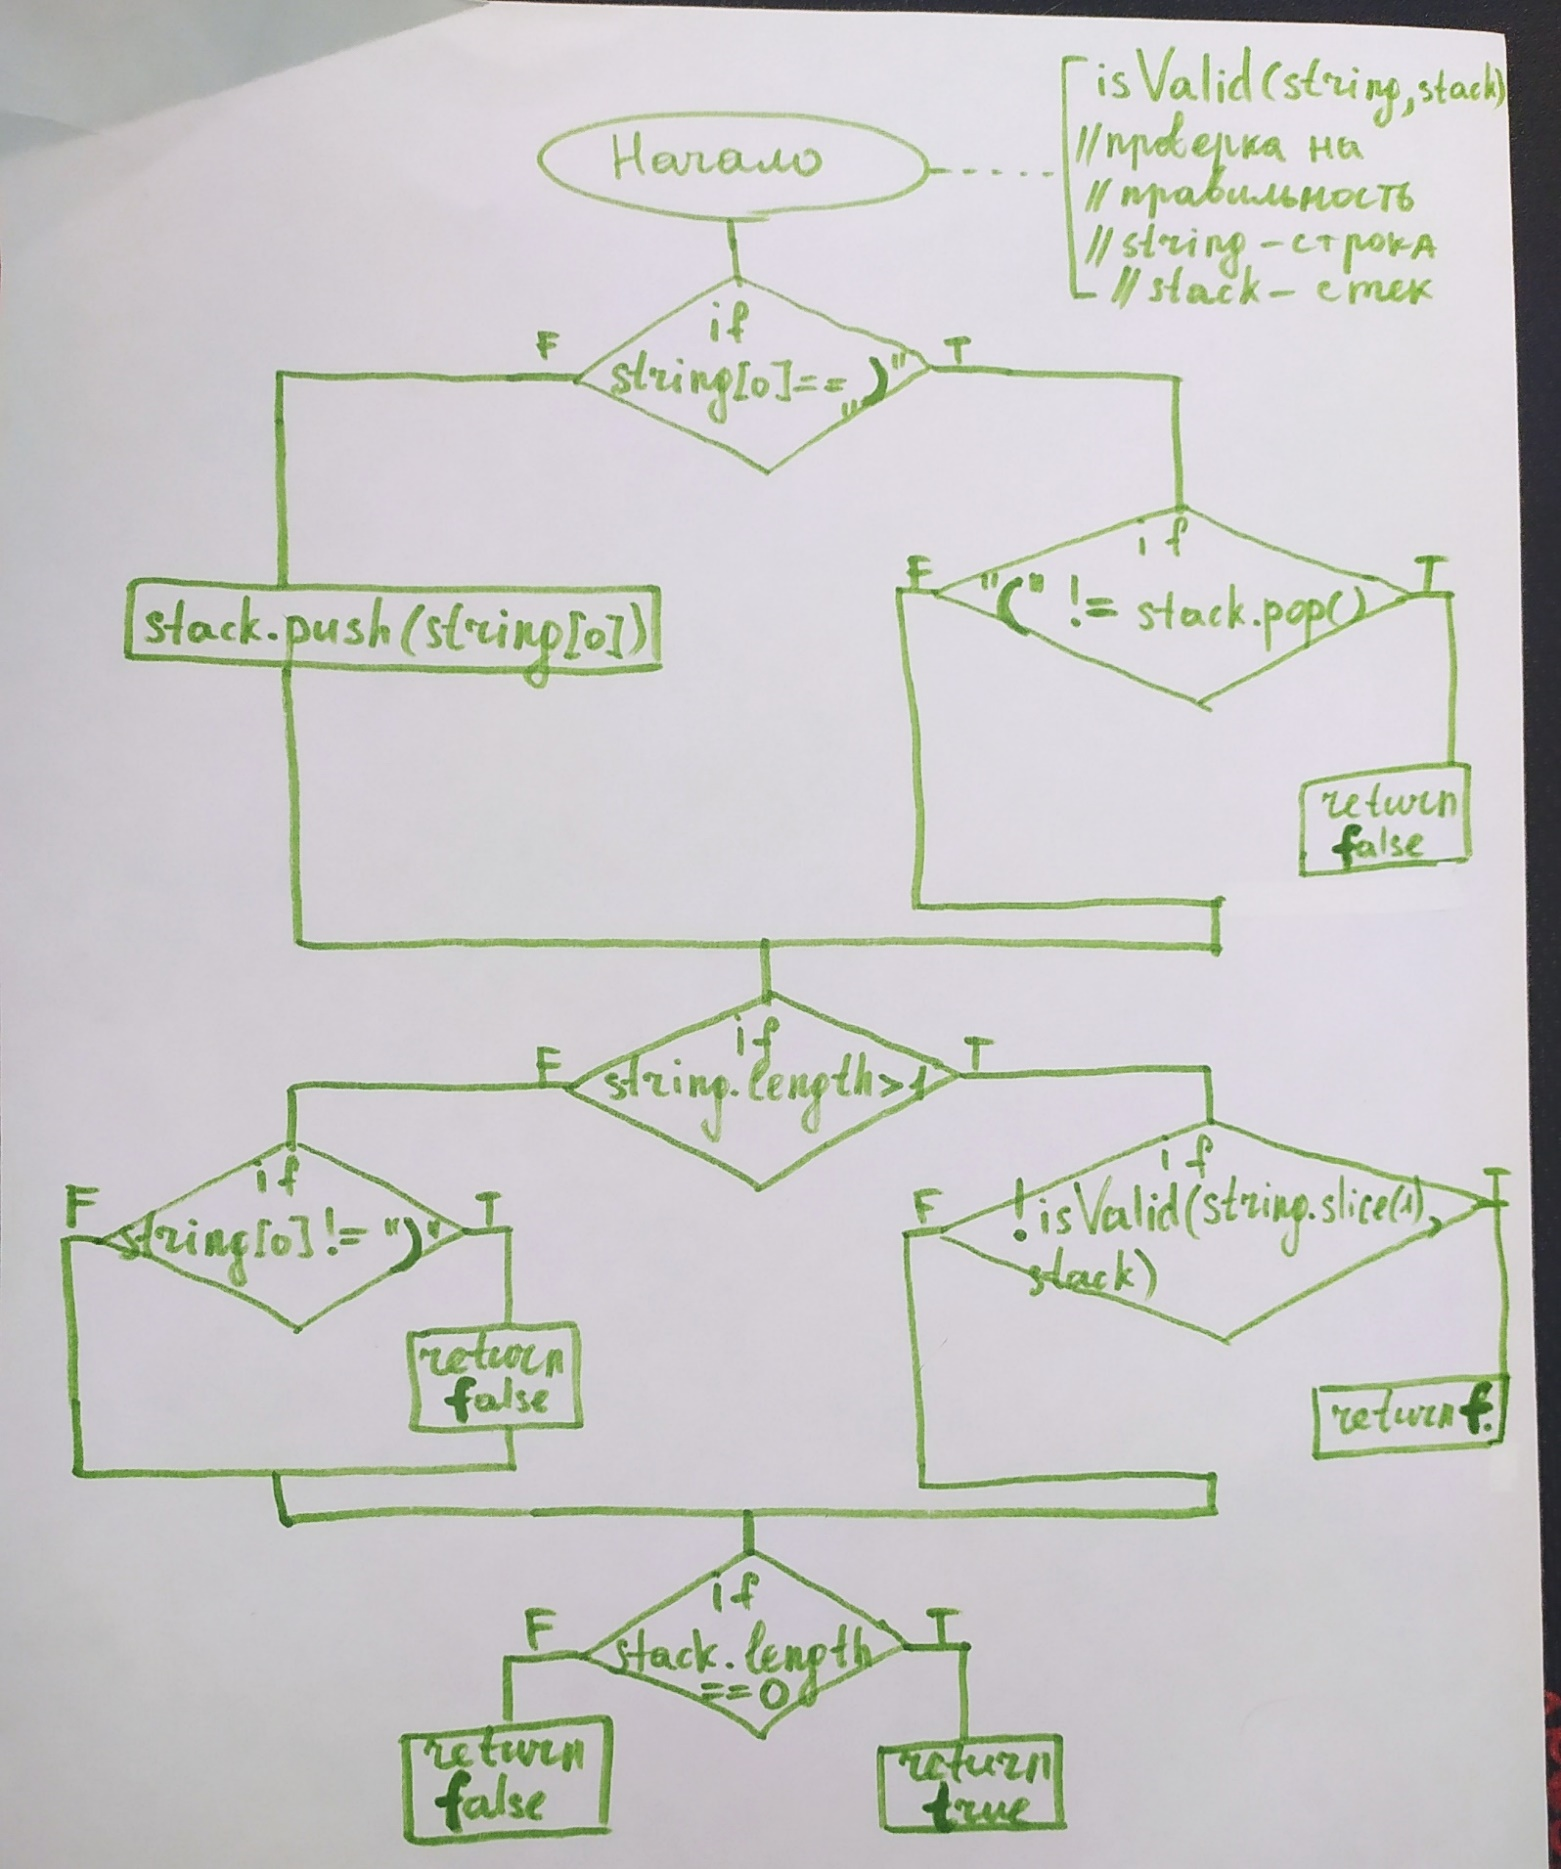 isValid(string, stack)
//проверка на
//правильность
//string - строка
//stack - стек
Начало
if
string[0]== „)"
F
T
if
"(" != stack.pop()
F
T
stack.push(string[0])
return
false
if
string.length>1
F
T
if
string[0] != ")"
F
T
if
!isValid(string.slice(1),
stack)
F
T
return
false
return f.
if
stack.length
==0
F
T
return
false
return
true